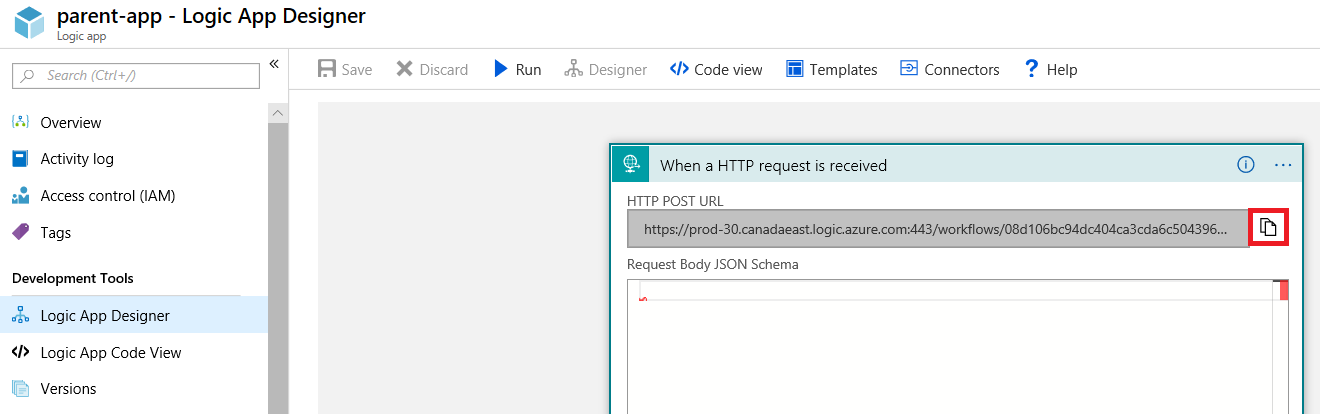 parent-app - Logic App Designer
Logic app
Search (Ctrl+/)
Save Discard Run Designer Code view Templates Connectors Help
Overview
Activity log
Access control (IAM)
Tags
Development Tools
Logic App Designer
Logic App Code View
Versions
When a HTTP request is received
HTTP POST URL
https://prod-30.canadaeast.logic.azure.com:443/workflows/08d106bc94dc404ca3cda6c504396...
Request Body JSON Schema